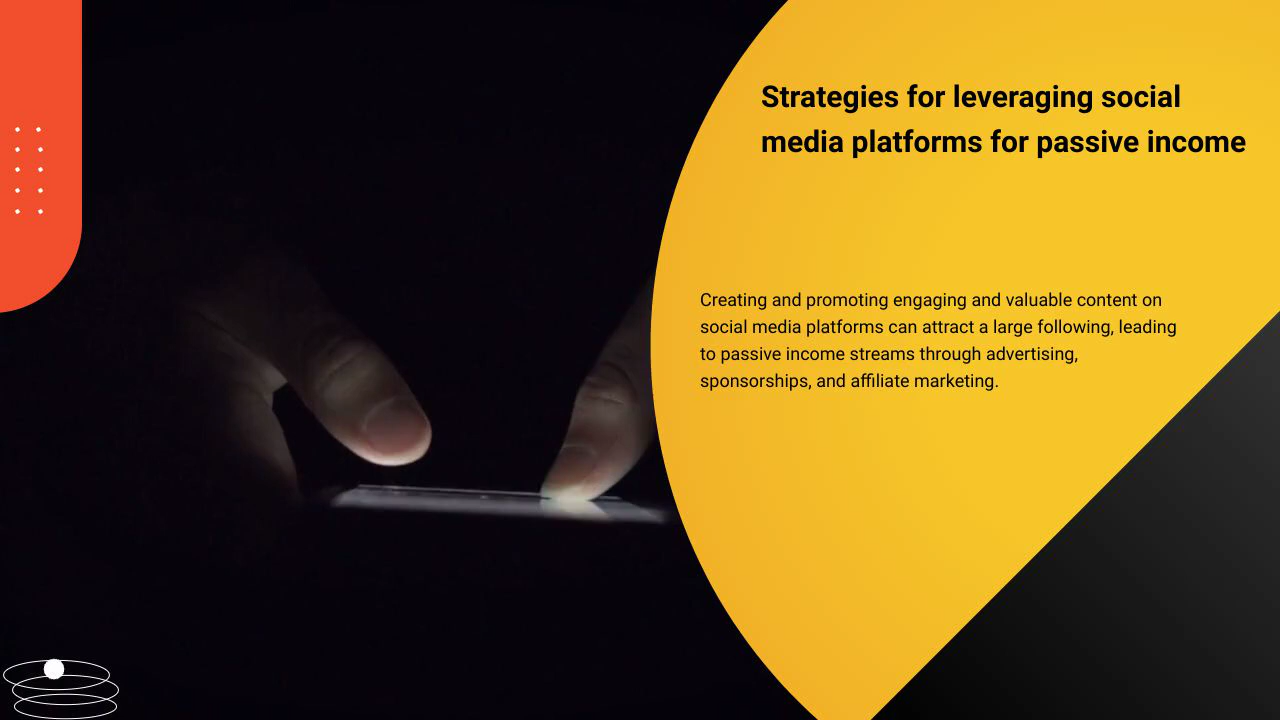 Strategies for leveraging social
media platforms for passive income
Creating and promoting engaging and valuable content on
social media platforms can attract a large following, leading
to passive income streams through advertising,
sponsorships, and affiliate marketing.